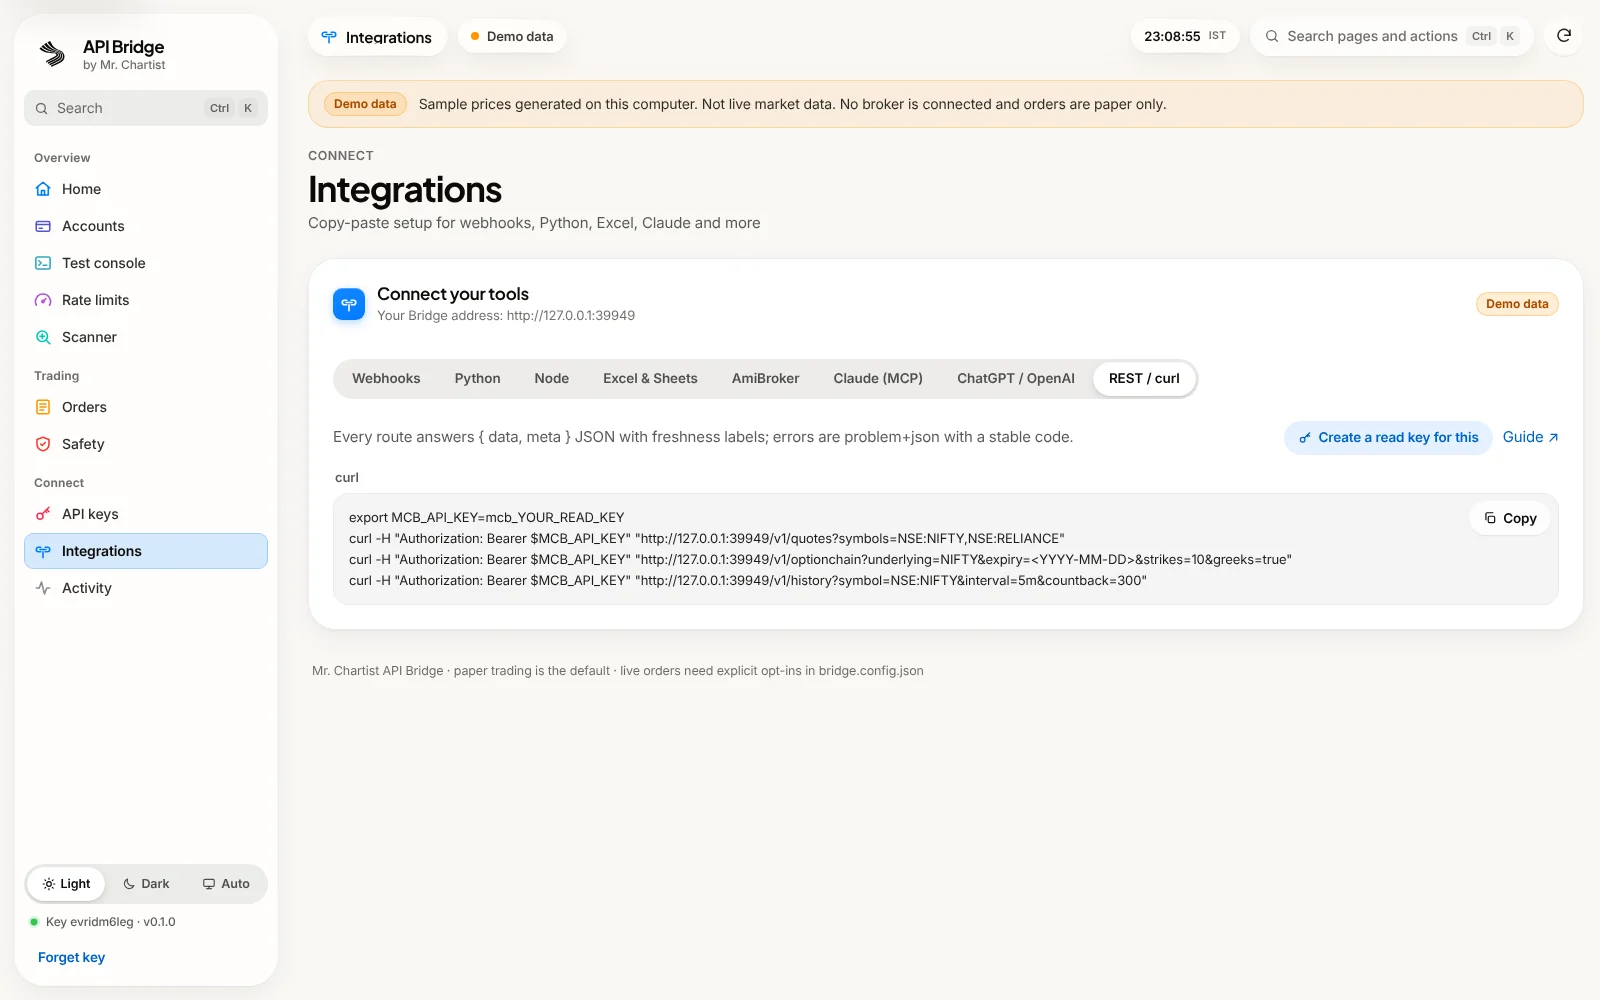 API Bridge
by Mr. Chartist
Search Ctrl K
Overview
Home
Accounts
Test console
Rate limits
Scanner
Trading
Orders
Safety
Connect
API keys
Integrations
Activity
Light Dark Auto
Key evridm6leg · v0.1.0
Forget key
Integrations Demo data 23:08:55 IST Search pages and actions Ctrl K
Demo data Sample prices generated on this computer. Not live market data. No broker is connected and orders are paper only.
CONNECT
Integrations
Copy-paste setup for webhooks, Python, Excel, Claude and more
Connect your tools
Your Bridge address: http://127.0.0.1:39949
Demo data
Webhooks Python Node Excel & Sheets AmiBroker Claude (MCP) ChatGPT / OpenAI REST / curl
Every route answers { data, meta } JSON with freshness labels; errors are problem+json with a stable code.
Create a read key for this Guide ↗
curl
Copy
export MCB_API_KEY=mcb_YOUR_READ_KEY
curl -H "Authorization: Bearer $MCB_API_KEY" "http://127.0.0.1:39949/v1/quotes?symbols=NSE:NIFTY,NSE:RELIANCE"
curl -H "Authorization: Bearer $MCB_API_KEY" "http://127.0.0.1:39949/v1/optionchain?underlying=NIFTY&expiry=<YYYY-MM-DD>&strikes=10&greeks=true"
curl -H "Authorization: Bearer $MCB_API_KEY" "http://127.0.0.1:39949/v1/history?symbol=NSE:NIFTY&interval=5m&countback=300"
Mr. Chartist API Bridge · paper trading is the default · live orders need explicit opt-ins in bridge.config.json